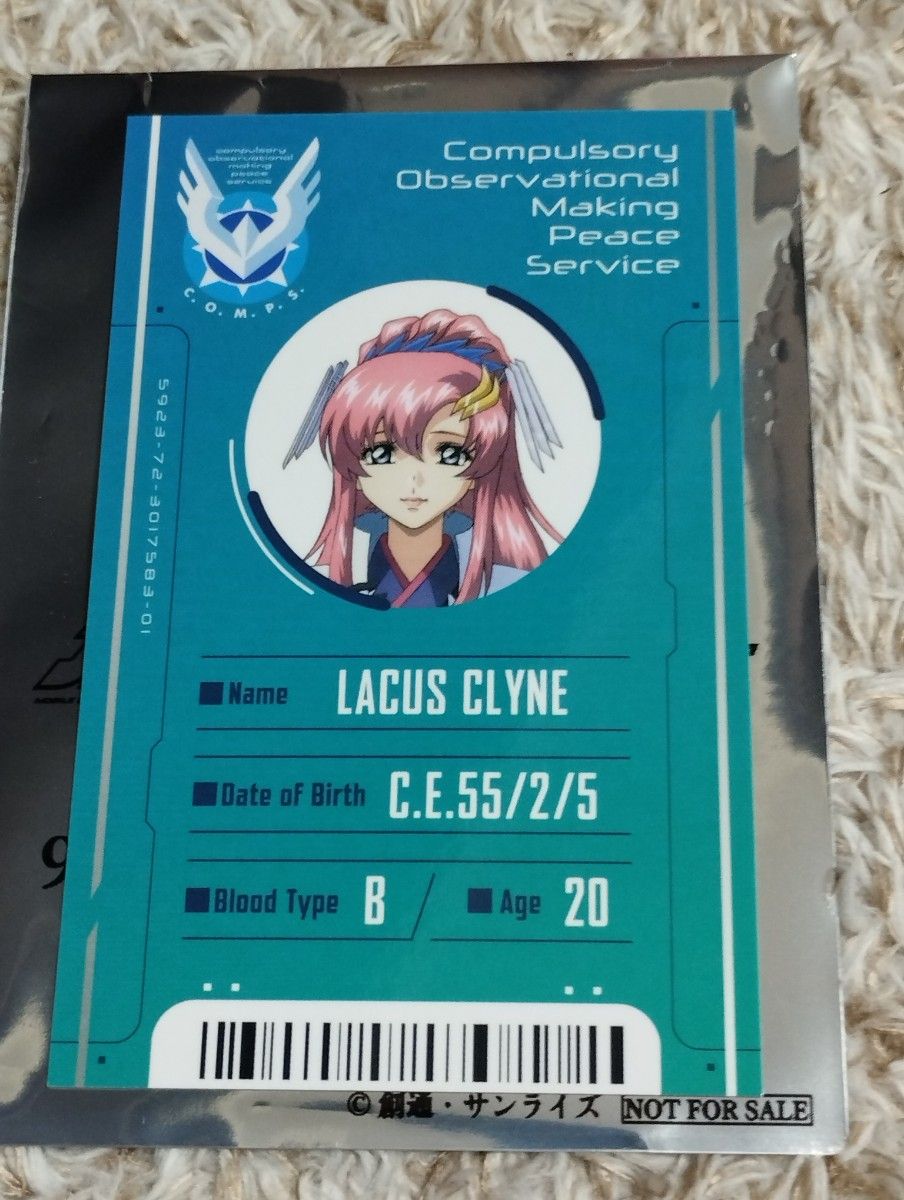 compulsory
observational
making
peace
service
C.O.M.P.S.
Compulsory
Observational
Making
Peace
Service
5923-72-3017583-01
Name LACUS CLYNE
Date of Birth C.E.55/2/5
Blood Type B / Age 20
© 創通・サンライズ NOT FOR SALE